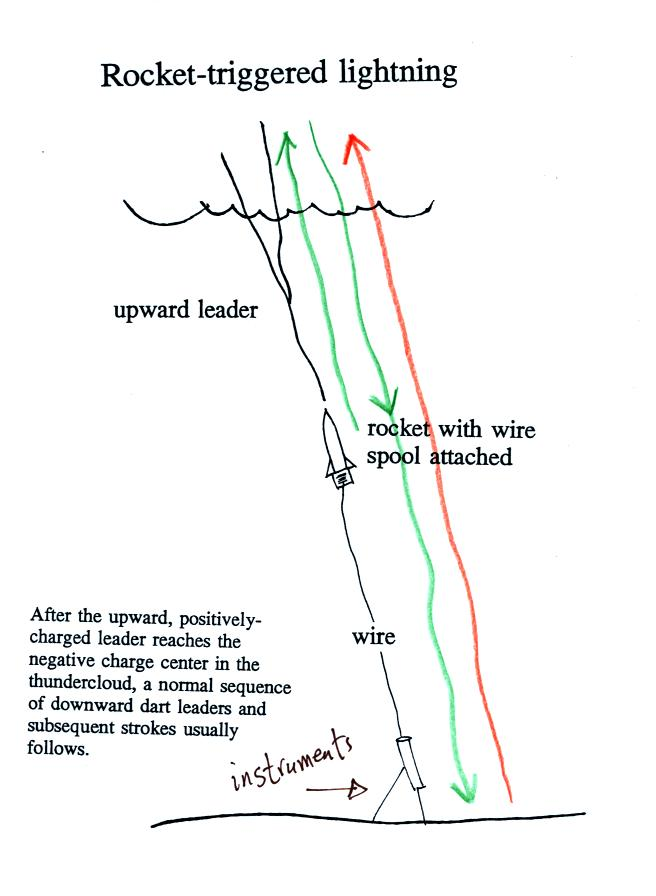 Rocket-triggered lightning
upward leader
rocket with wire
spool attached
wire
After the upward, positively-
charged leader reaches the
negative charge center in the
thundercloud, a normal sequence
of downward dart leaders and
subsequent strokes usually
follows.
instruments